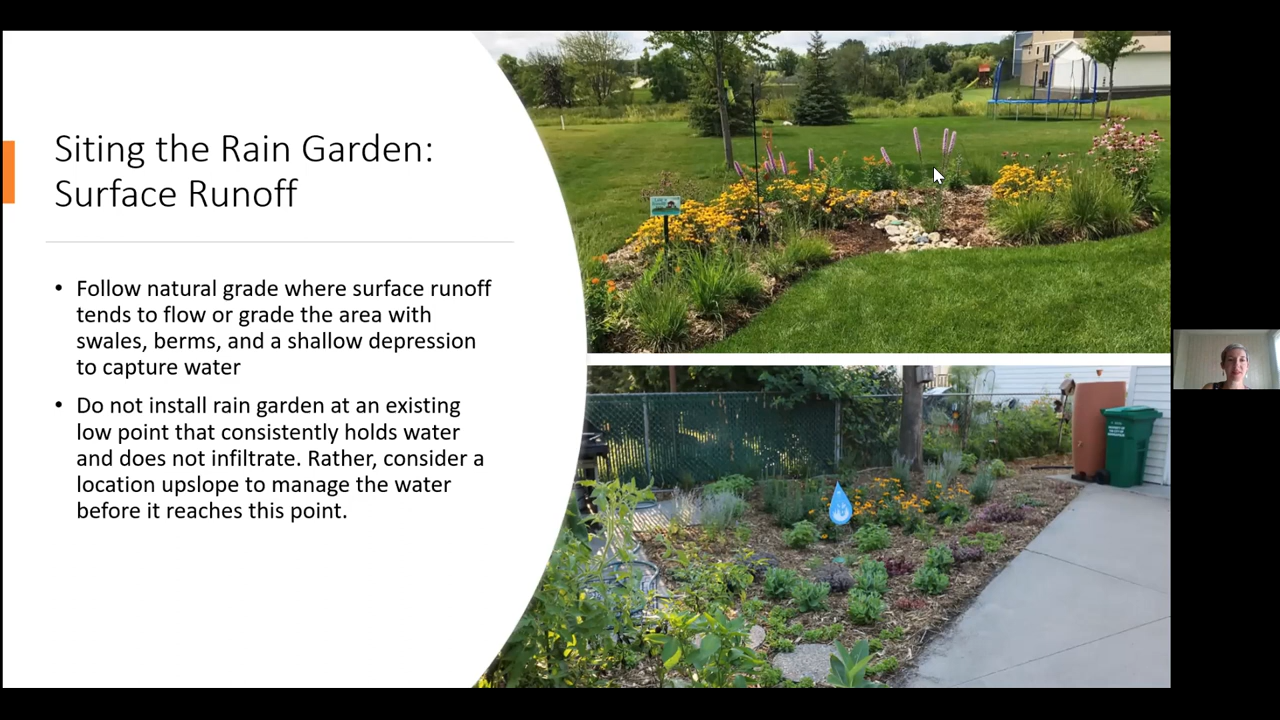 Siting the Rain Garden:
Surface Runoff
• Follow natural grade where surface runoff
tends to flow or grade the area with
swales, berms, and a shallow depression
to capture water
• Do not install rain garden at an existing
low point that consistently holds water
and does not infiltrate. Rather, consider a
location upslope to manage the water
before it reaches this point.